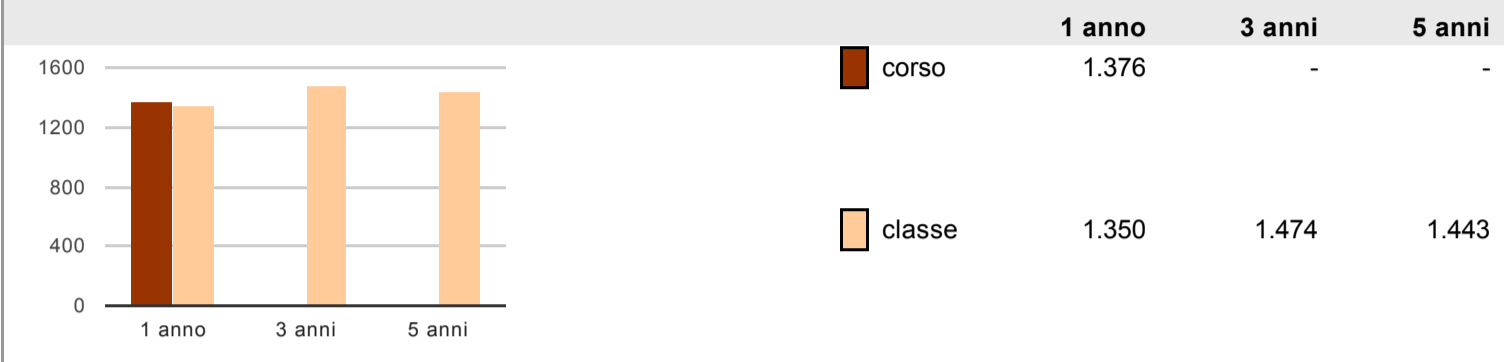 1 anno 3 anni 5 anni
1600
1200
800
400
0
1 anno 3 anni 5 anni
corso 1.376 - -
classe 1.350 1.474 1.443